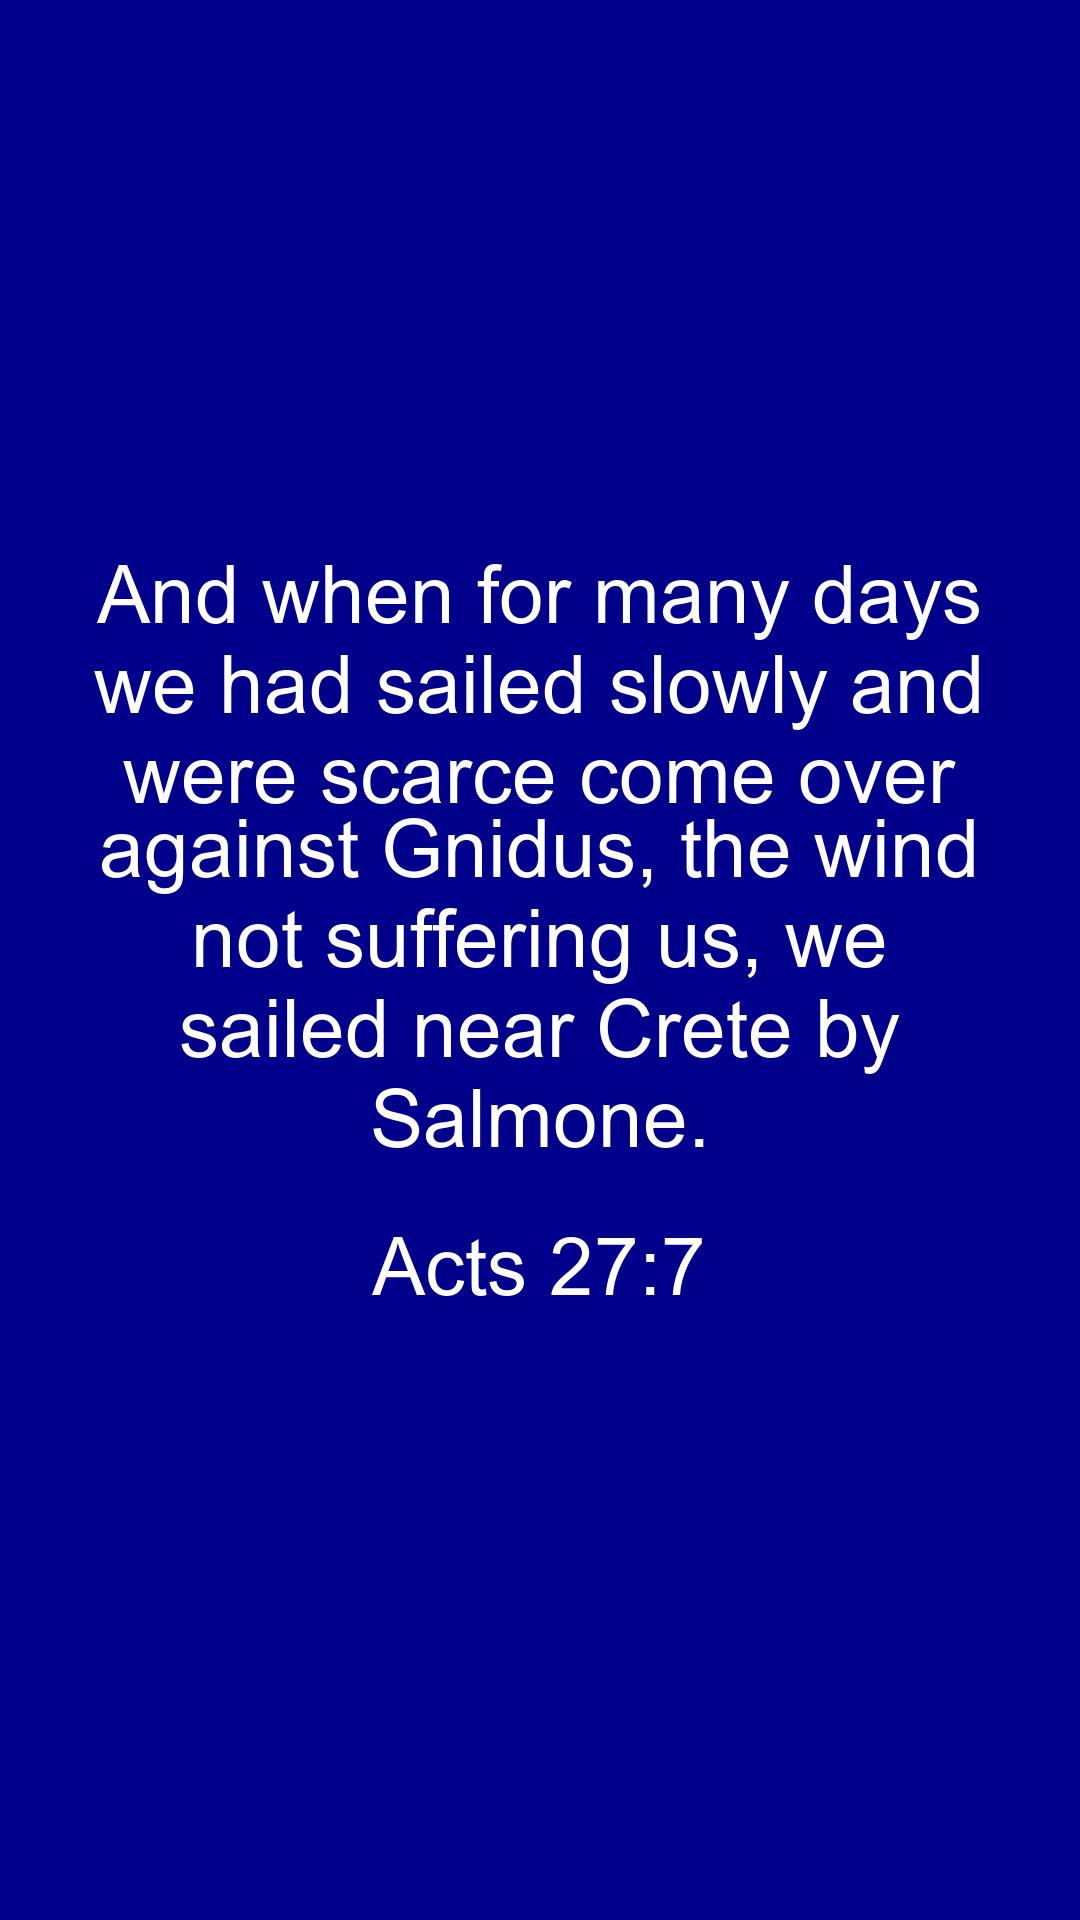 And when for many days
we had sailed slowly and
were scarce come over
against Gnidus, the wind
not suffering us, we
sailed near Crete by
Salmone.
Acts 27:7